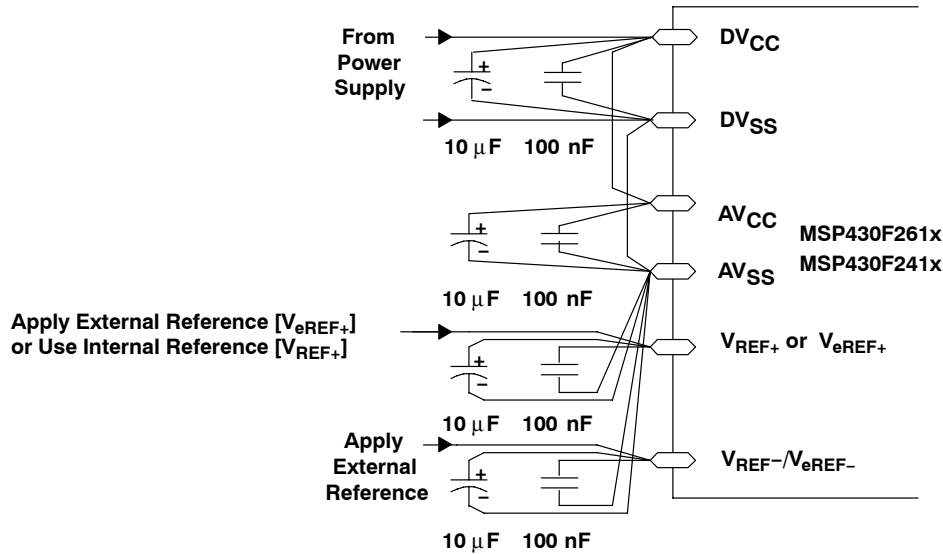 From
Power
Supply
DVCC
+
−
DVSS
10 μF 100 nF
AVCC
+
−
MSP430F261x
MSP430F241x
AVSS
10 μF 100 nF
Apply External Reference [VeREF+]
or Use Internal Reference [VREF+]
VREF+ or VeREF+
+
−
10 μF 100 nF
Apply
External
Reference
VREF−/VeREF−
+
−
10 μF 100 nF